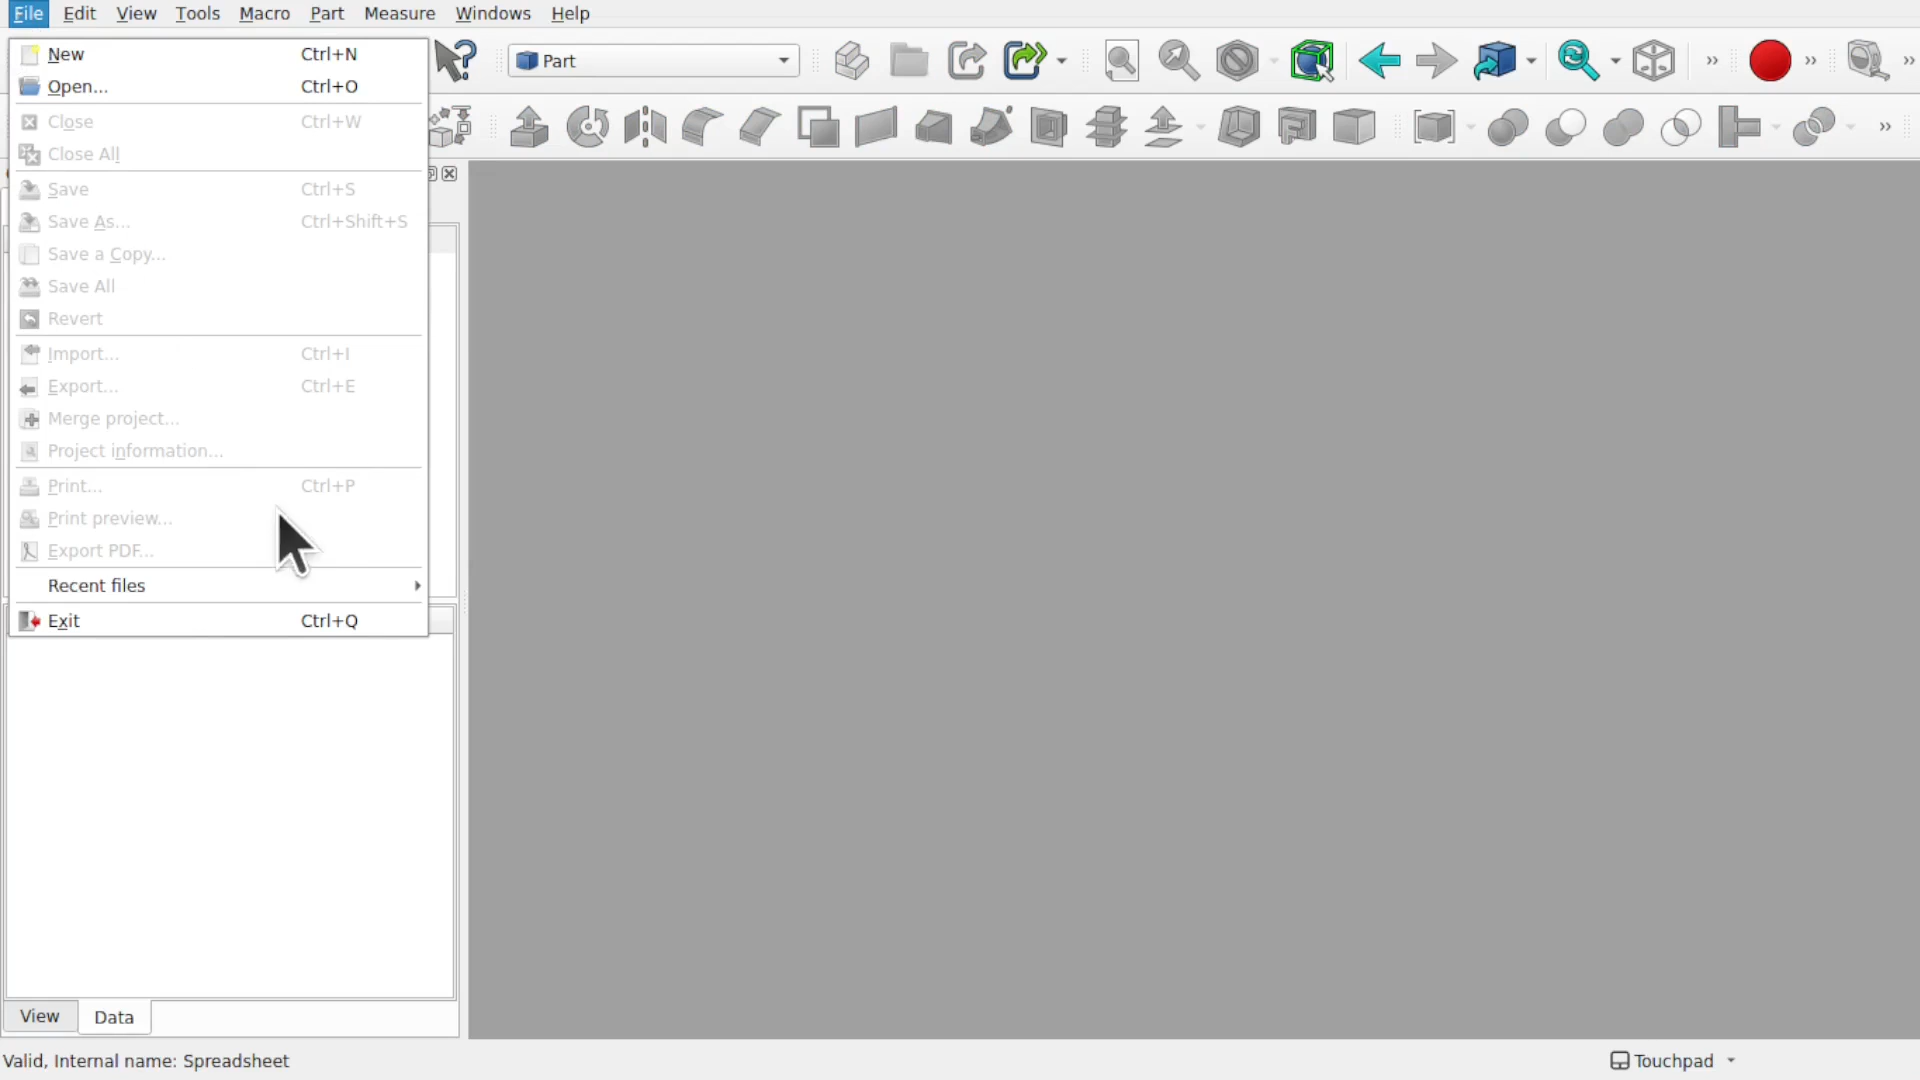 File Edit View Tools Macro Part Measure Windows Help
New Ctrl+N
Part
Open... Ctrl+O
Close Ctrl+W
Close All
Save Ctrl+S
Save As... Ctrl+Shift+S
Save a Copy...
Save All
Revert
Import... Ctrl+I
Export... Ctrl+E
Merge project...
Project information...
Print... Ctrl+P
Print preview...
Export PDF...
Recent files
Exit Ctrl+Q
View Data
Valid, Internal name: Spreadsheet
Touchpad